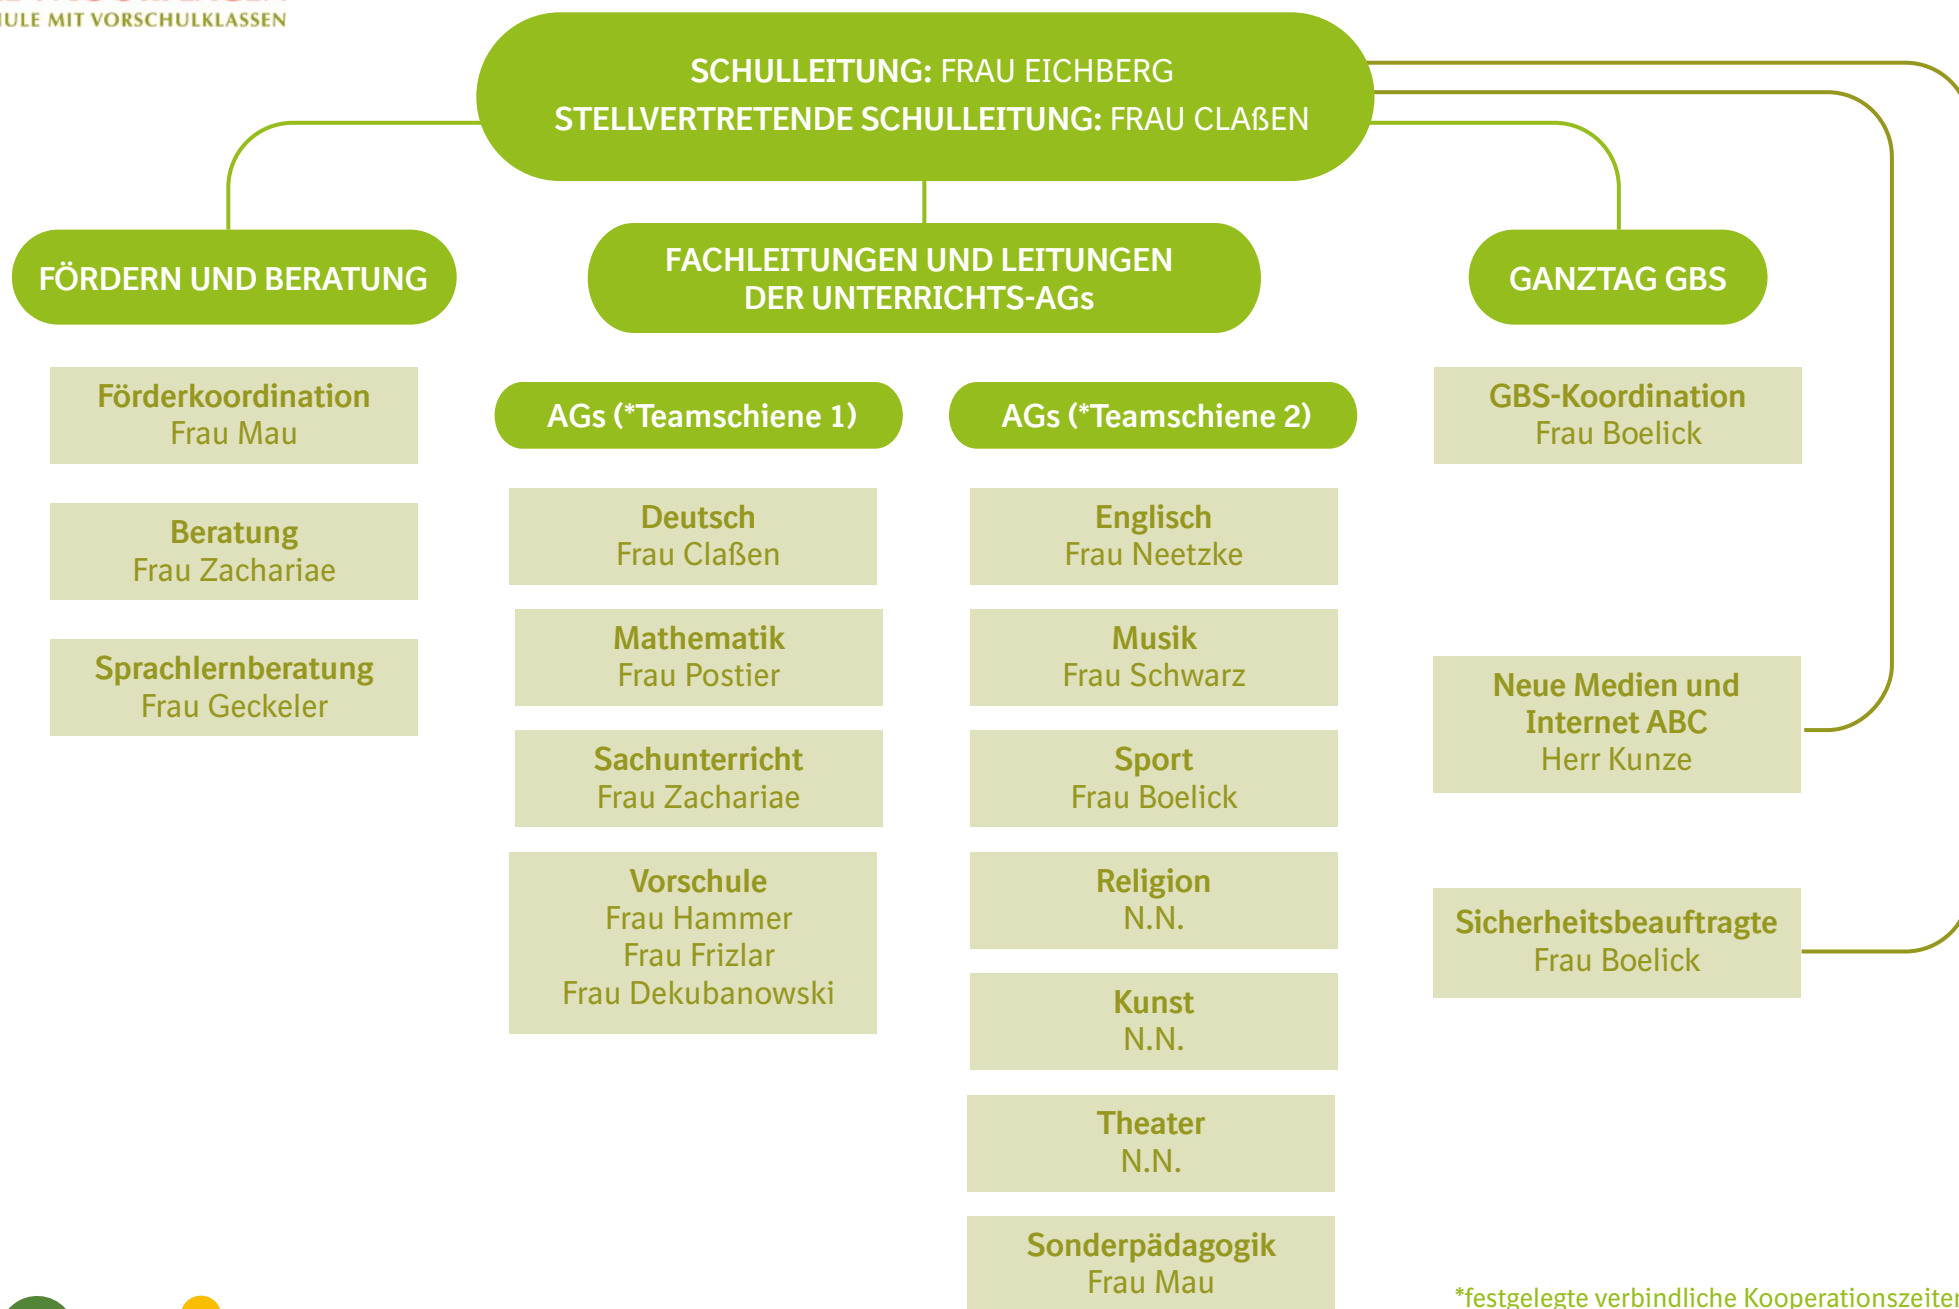 MIT VORSCHULKLASSEN
SCHULLEITUNG: FRAU EICHBERG
STELLVERTRETENDE SCHULLEITUNG: FRAU CLAßEN
FÖRDERN UND BERATUNG
Förderkoordination
Frau Mau
Beratung
Frau Zachariae
Sprachlernberatung
Frau Geckeler
FACHLEITUNGEN UND LEITUNGEN
DER UNTERRICHTS-AGs
AGs (*Teamschiene 1)
Deutsch
Frau Claßen
Mathematik
Frau Postier
Sachunterricht
Frau Zachariae
Vorschule
Frau Hammer
Frau Frizlar
Frau Dekubanowski
AGs (*Teamschiene 2)
Englisch
Frau Neetzke
Musik
Frau Schwarz
Sport
Frau Boelick
Religion
N.N.
Kunst
N.N.
Theater
N.N.
Sonderpädagogik
Frau Mau
GANZTAG GBS
GBS-Koordination
Frau Boelick
Neue Medien und
Internet ABC
Herr Kunze
Sicherheitsbeauftragte
Frau Boelick
*festgelegte verbindliche Kooperationszeiten